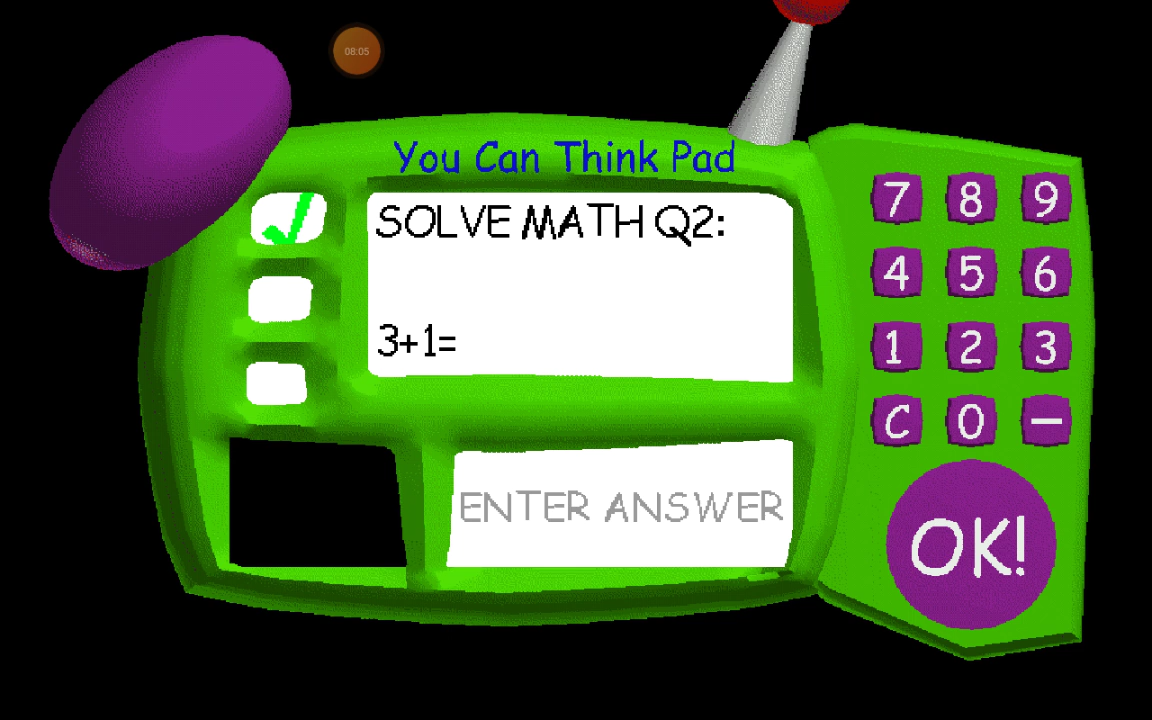 08:05
You Can Think Pad
SOLVE MATH Q2:
3+1=
ENTER ANSWER
7 8 9
4 5 6
1 2 3
C 0 −
OK!